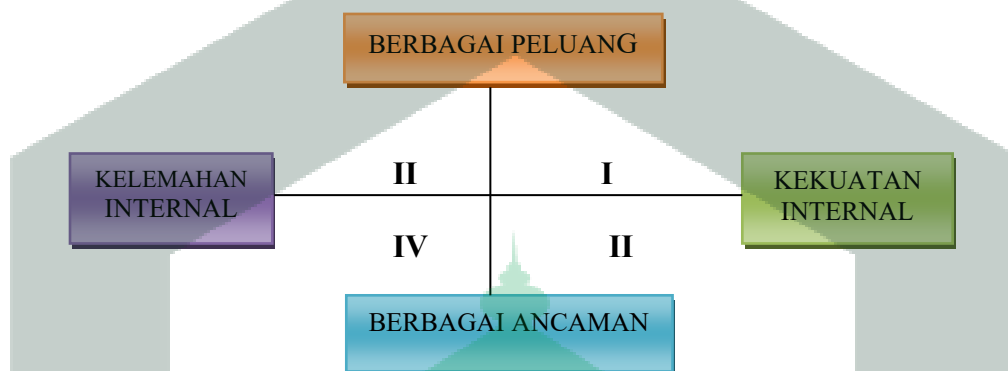 BERBAGAI PELUANG
II
I
KELEMAHAN
INTERNAL
KEKUATAN
INTERNAL
IV
II
BERBAGAI ANCAMAN